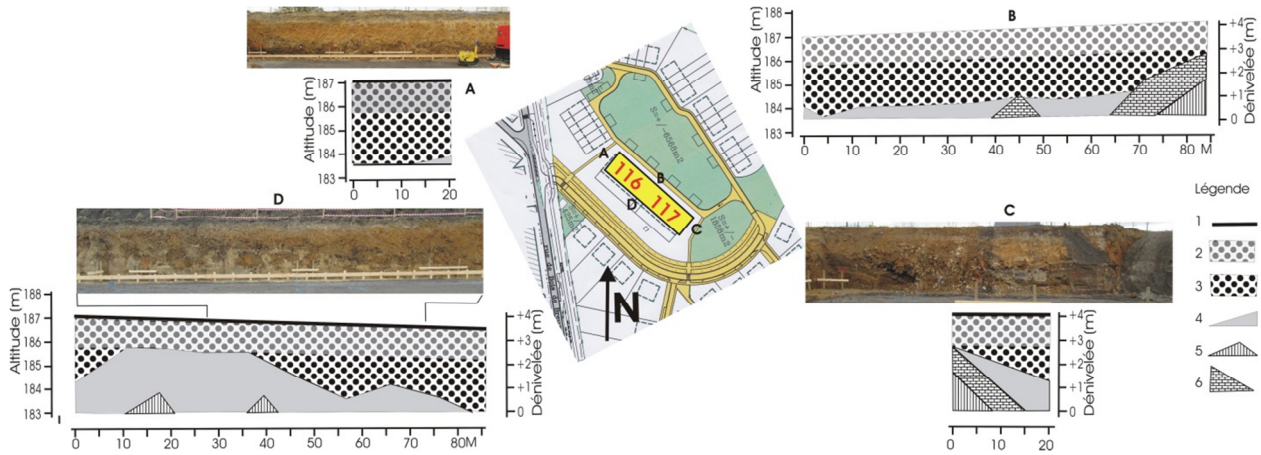 A
Altitude (m)
187
186
185
184
183
0 10 20
B
Altitude (m)
188
187
186
185
184
183
+4
+3
+2
+1
0
Dénivelée (m)
0 10 20 30 40 50 60 70 80 M
A
B
C
D
116
117
S=+/-6568m2
N
D
Altitude (m)
188
187
186
185
184
183
+4
+3
+2
+1
0
Dénivelée (m)
0 10 20 30 40 50 60 70 80M
C
+4
+3
+2
+1
0
Dénivelée (m)
0 20
Légende
1
2
3
4
5
6